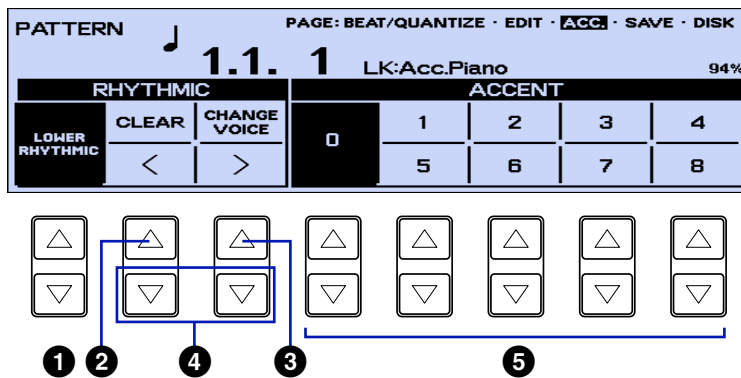 PATTERN PAGE: BEAT/QUANTIZE · EDIT · ACC. · SAVE · DISK
1.1. 1 LK:Acc.Piano 94%
RHYTHMIC ACCENT
LOWER RHYTHMIC CLEAR CHANGE VOICE 0 1 2 3 4
< > 5 6 7 8
1 2 4 3 5